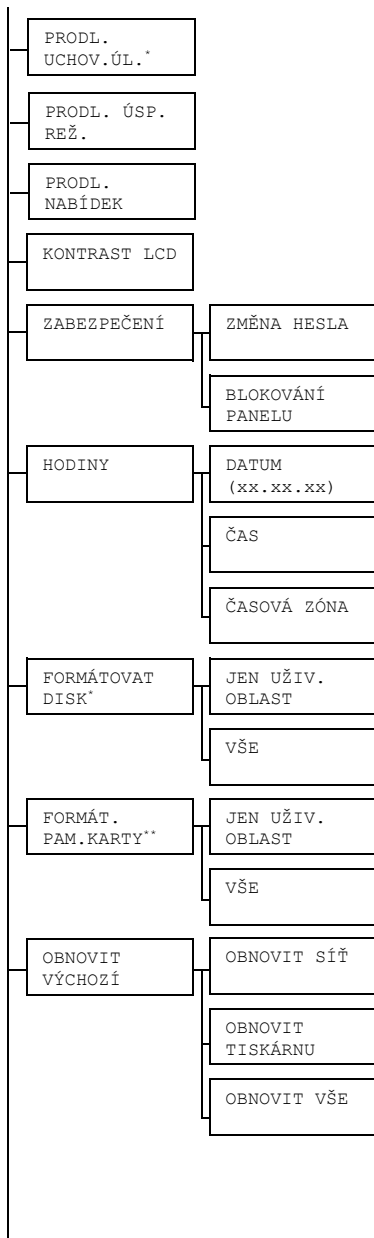 PRODL.
UCHOV.ÚL.*
PRODL. ÚSP.
REŽ.
PRODL.
NABÍDEK
KONTRAST LCD
ZABEZPEČENÍ
ZMĚNA HESLA
BLOKOVÁNÍ
PANELU
HODINY
DATUM
(xx.xx.xx)
ČAS
ČASOVÁ ZÓNA
FORMÁTOVAT
DISK*
JEN UŽIV.
OBLAST
VŠE
FORMÁT.
PAM.KARTY**
JEN UŽIV.
OBLAST
VŠE
OBNOVIT
VÝCHOZÍ
OBNOVIT SÍŤ
OBNOVIT
TISKÁRNU
OBNOVIT VŠE